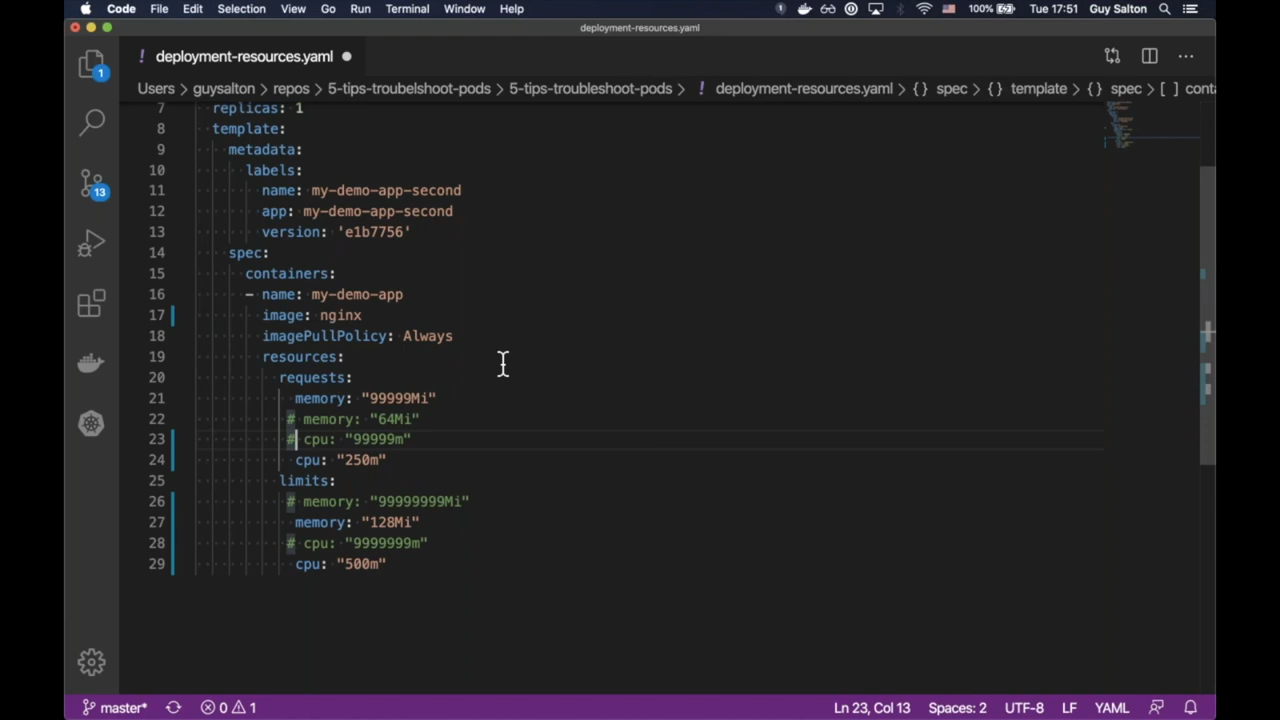 Code File Edit Selection View Go Run Terminal Window Help 100% Tue 17:51 Guy Salton
deployment-resources.yaml
! deployment-resources.yaml
Users > guysalton > repos > 5-tips-troubelshoot-pods > 5-tips-troubleshoot-pods > ! deployment-resources.yaml > {} spec > {} template > {} spec > [ ] conta
1
13
7 replicas: 1
8 template:
9 metadata:
10 labels:
11 name: my-demo-app-second
12 app: my-demo-app-second
13 version: 'e1b7756'
14 spec:
15 containers:
16 - name: my-demo-app
17 image: nginx
18 imagePullPolicy: Always
19 resources:
20 requests:
21 memory: "99999Mi"
22 # memory: "64Mi"
23 # cpu: "99999m"
24 cpu: "250m"
25 limits:
26 # memory: "99999999Mi"
27 memory: "128Mi"
28 # cpu: "9999999m"
29 cpu: "500m"
master* 0 1 Ln 23, Col 13 Spaces: 2 UTF-8 LF YAML